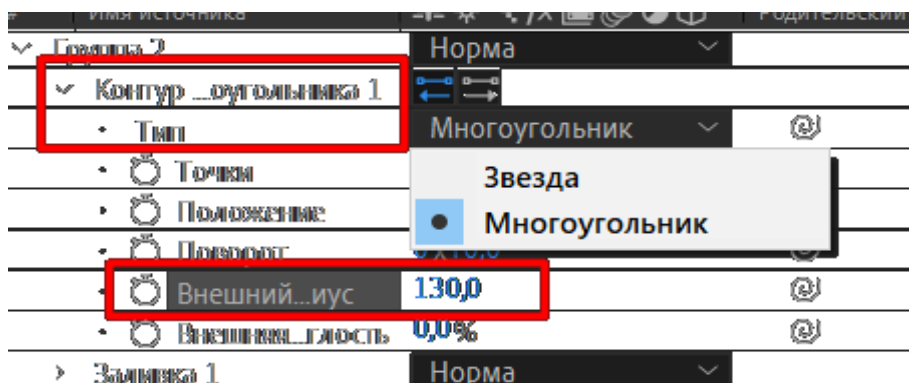 # Имя источника Родительский
Группа 2 Норма
Контур ...оугольника 1
Тип Многоугольник
Точки Звезда
Положение Многоугольник
Поворот
Внешний...иус 130,0
Внешняя...глость 0,0%
Заливка 1 Норма